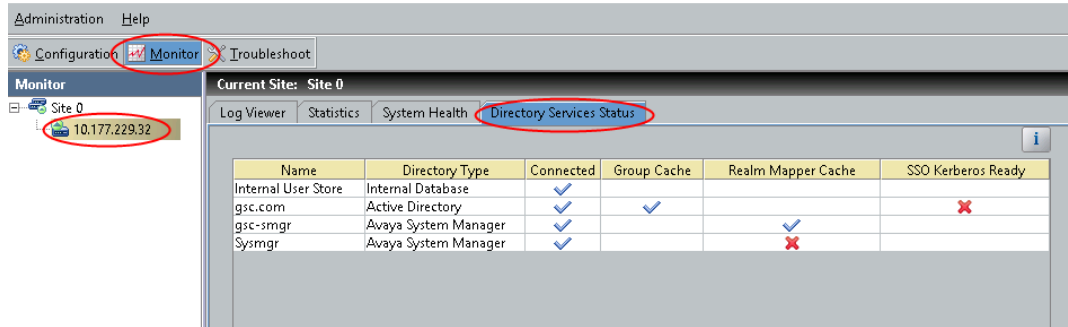 Administration Help
Configuration Monitor Troubleshoot
Monitor
Current Site: Site 0
Site 0
10.177.229.32
Log Viewer Statistics System Health Directory Services Status
i
Name Directory Type Connected Group Cache Realm Mapper Cache SSO Kerberos Ready
Internal User Store Internal Database
gsc.com Active Directory
gsc-smgr Avaya System Manager
Sysmgr Avaya System Manager